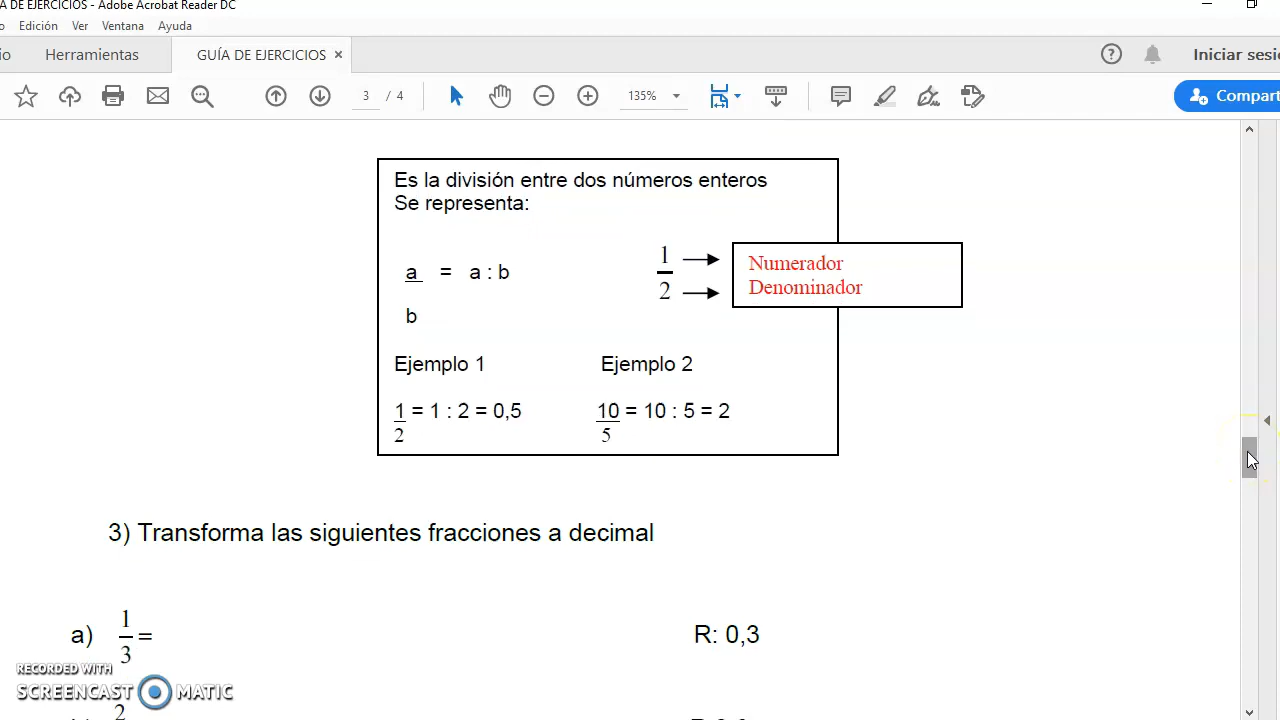 A DE EJERCICIOS - Adobe Acrobat Reader DC
o Edición Ver Ventana Ayuda
io Herramientas GUÍA DE EJERCICIOS × Iniciar sesi
3 / 4 135% Compart
Es la división entre dos números enteros
Se representa:
a = a : b
b
1
2
Numerador
Denominador
Ejemplo 1 Ejemplo 2
1 = 1 : 2 = 0,5 10 = 10 : 5 = 2
2 5
3) Transforma las siguientes fracciones a decimal
1
a) = R: 0,3
3
RECORDED WITH
SCREENCAST MATIC
2